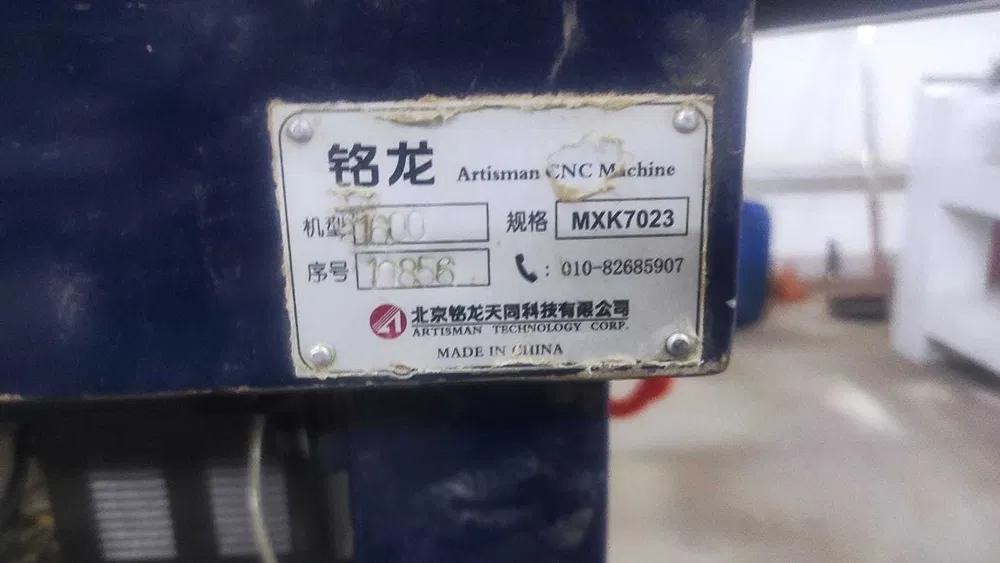 铭龙 Artisman CNC Machine
机型 1600 规格 MXK7023
序号 10856 : 010-82685907
北京铭龙天同科技有限公司
ARTISMAN TECHNOLOGY CORP.
MADE IN CHINA